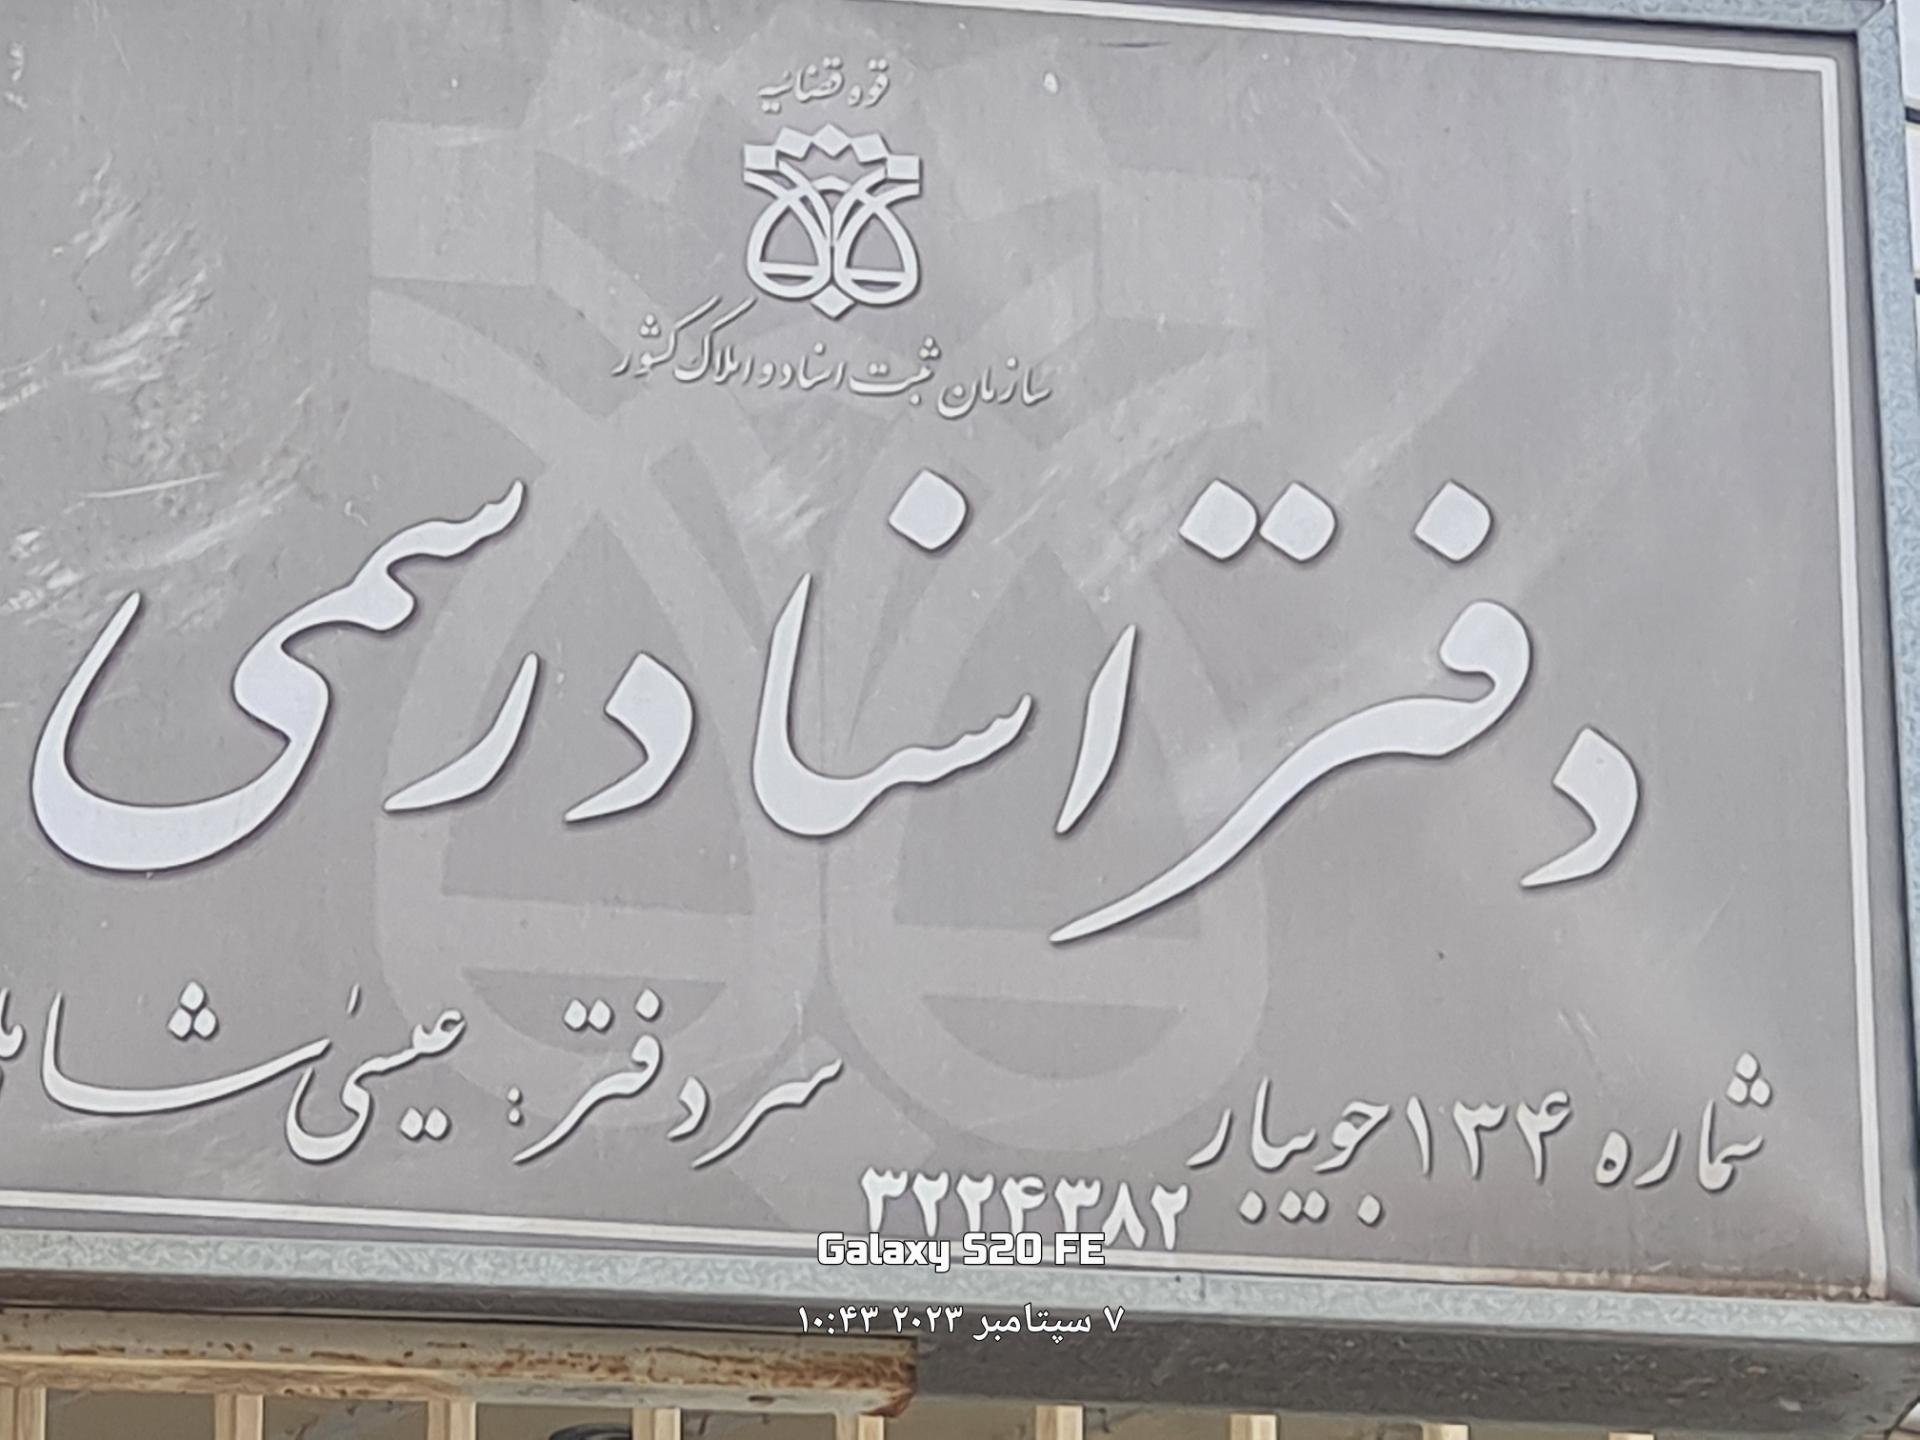 قوه قضائیه
سازمان ثبت اسناد و املاک کشور
دفتر اسناد رسمی
شماره ۱۳۴ جویبار
سردفتر : عیسی
۳۲۲۴۳۸۲
Galaxy S20 FE
۷ سپتامبر ۲۰۲۳ ۱۰:۴۳